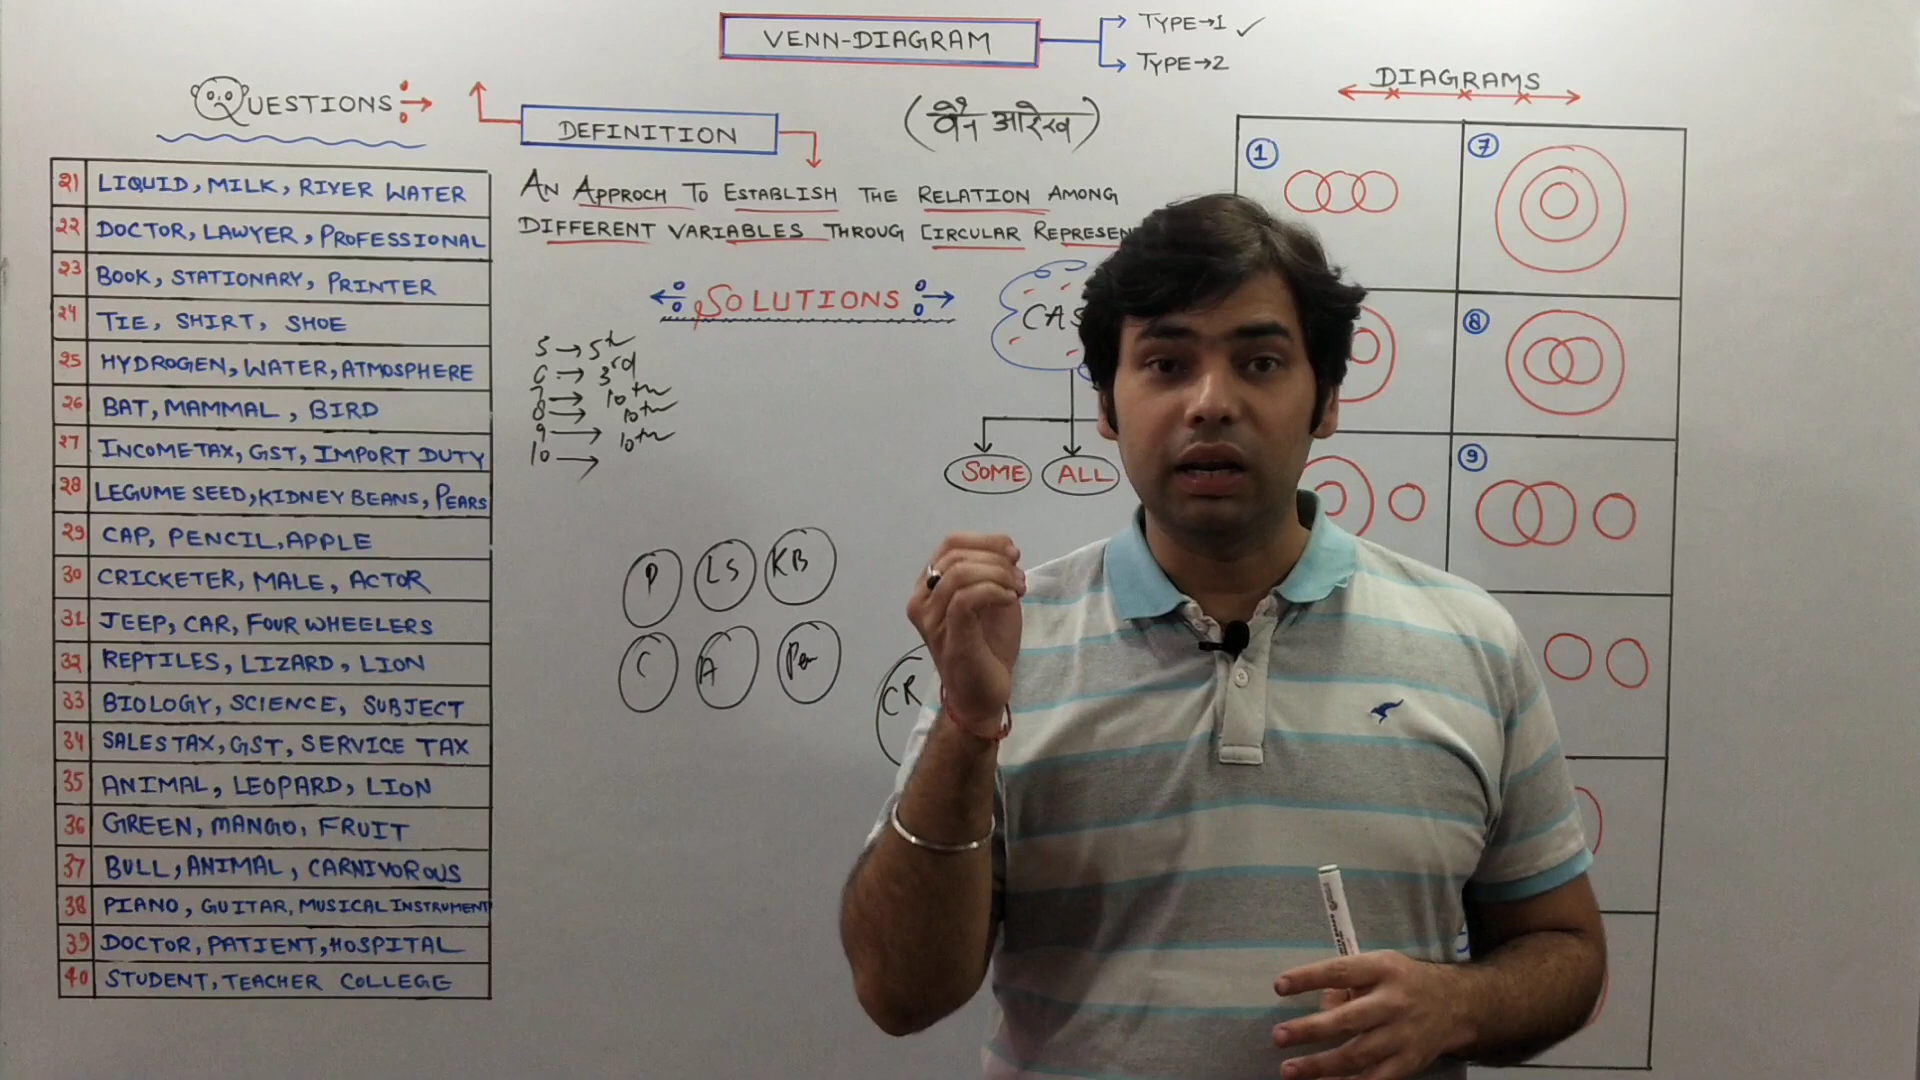 VENN-DIAGRAM
TYPE→1 ✓
TYPE→2
QUESTIONS
DEFINITION
(वैन आरेख)
DIAGRAMS
AN APPROCH TO ESTABLISH THE RELATION AMONG
DIFFERENT VARIABLES THROUG CIRCULAR REPRESEN
SOLUTIONS
CAS
SOME
ALL
21 LIQUID, MILK, RIVER WATER
22 DOCTOR, LAWYER, PROFESSIONAL
23 BOOK, STATIONARY, PRINTER
24 TIE, SHIRT, SHOE
25 HYDROGEN, WATER, ATMOSPHERE
26 BAT, MAMMAL, BIRD
27 INCOME TAX, GST, IMPORT DUTY
28 LEGUME SEED, KIDNEY BEANS, PEARS
29 CAP, PENCIL, APPLE
30 CRICKETER, MALE, ACTOR
31 JEEP, CAR, FOUR WHEELERS
32 REPTILES, LIZARD, LION
33 BIOLOGY, SCIENCE, SUBJECT
34 SALES TAX, GST, SERVICE TAX
35 ANIMAL, LEOPARD, LION
36 GREEN, MANGO, FRUIT
37 BULL, ANIMAL, CARNIVOROUS
38 PIANO, GUITAR, MUSICAL INSTRUMENT
39 DOCTOR, PATIENT, HOSPITAL
40 STUDENT, TEACHER COLLEGE
5 → 5th
6 → 3rd
7 → 10th
8 → 10th
9 → 10th
10 →
P LS KB
C A Pen
CR
1
7
8
9